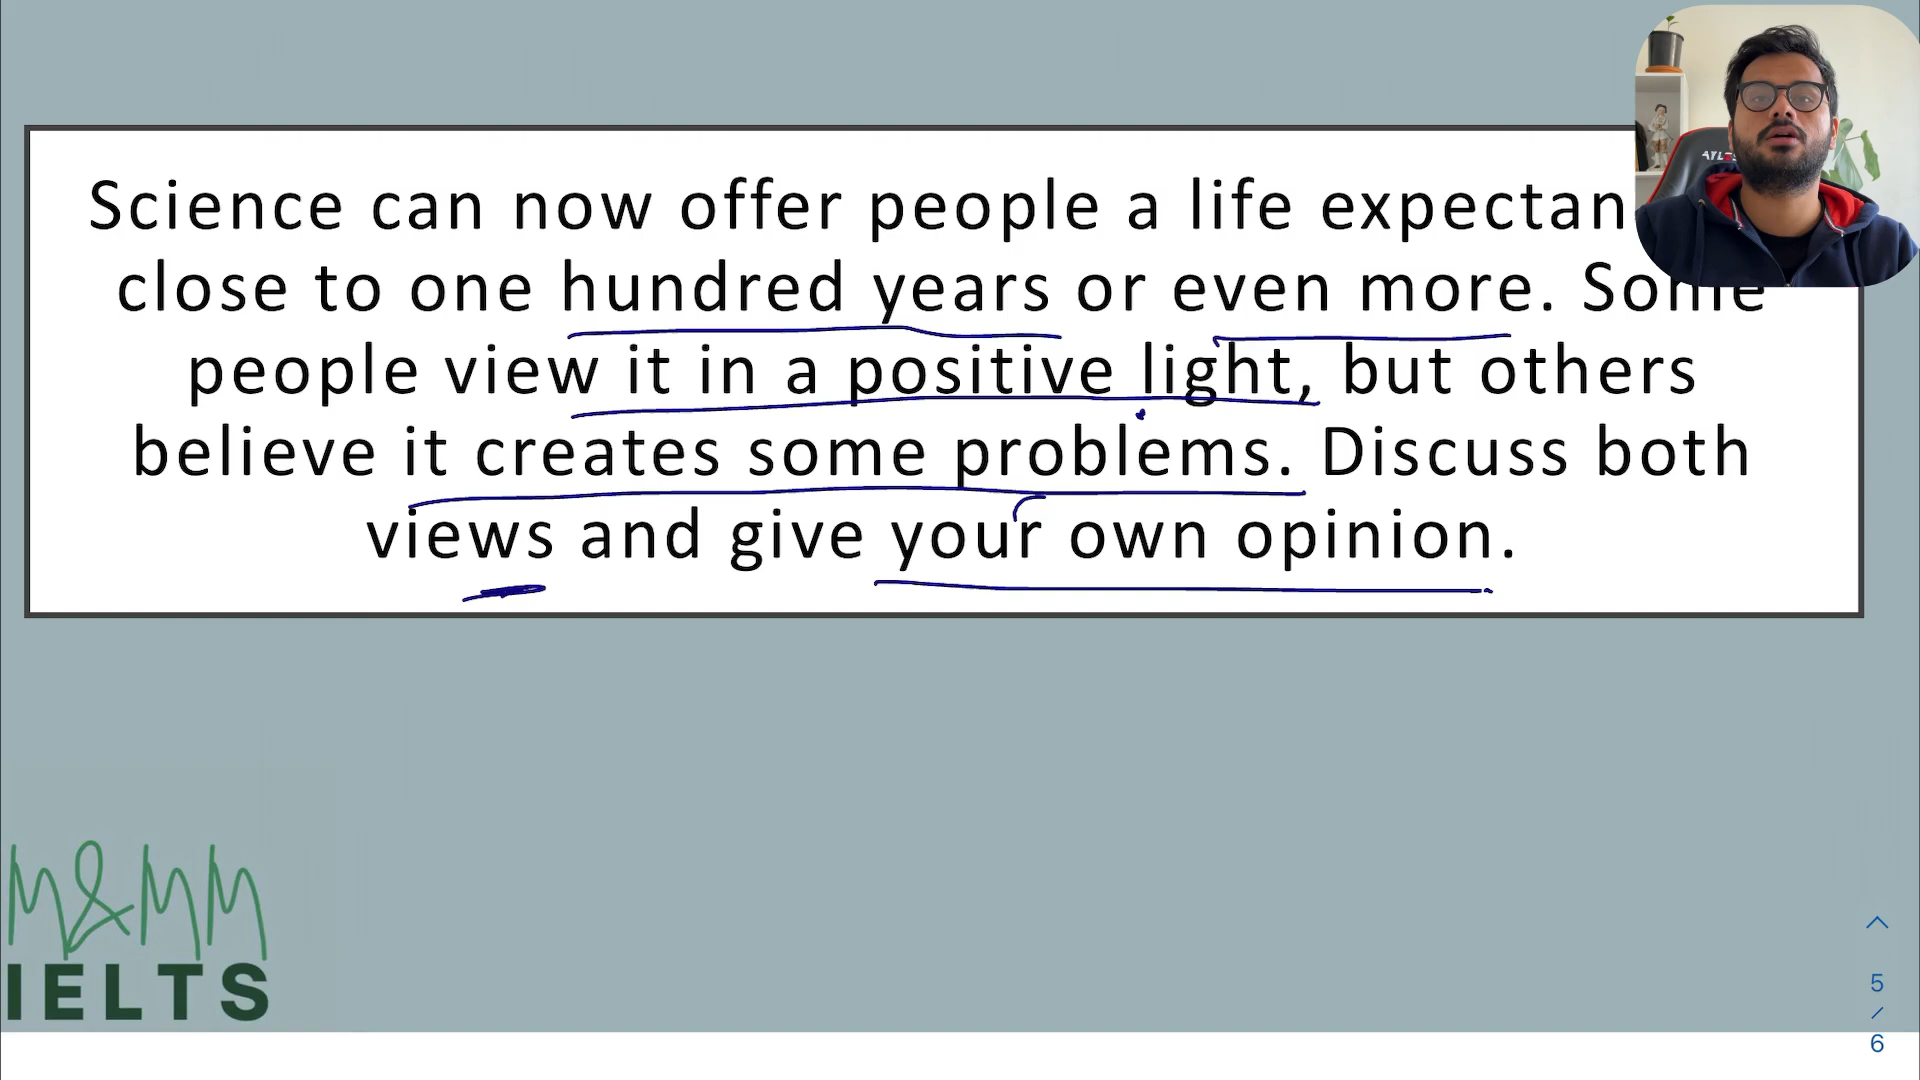 Science can now offer people a life expectan
close to one hundred years or even more. Some
people view it in a positive light, but others
believe it creates some problems. Discuss both
views and give your own opinion.
M&MM
IELTS
5
/
6